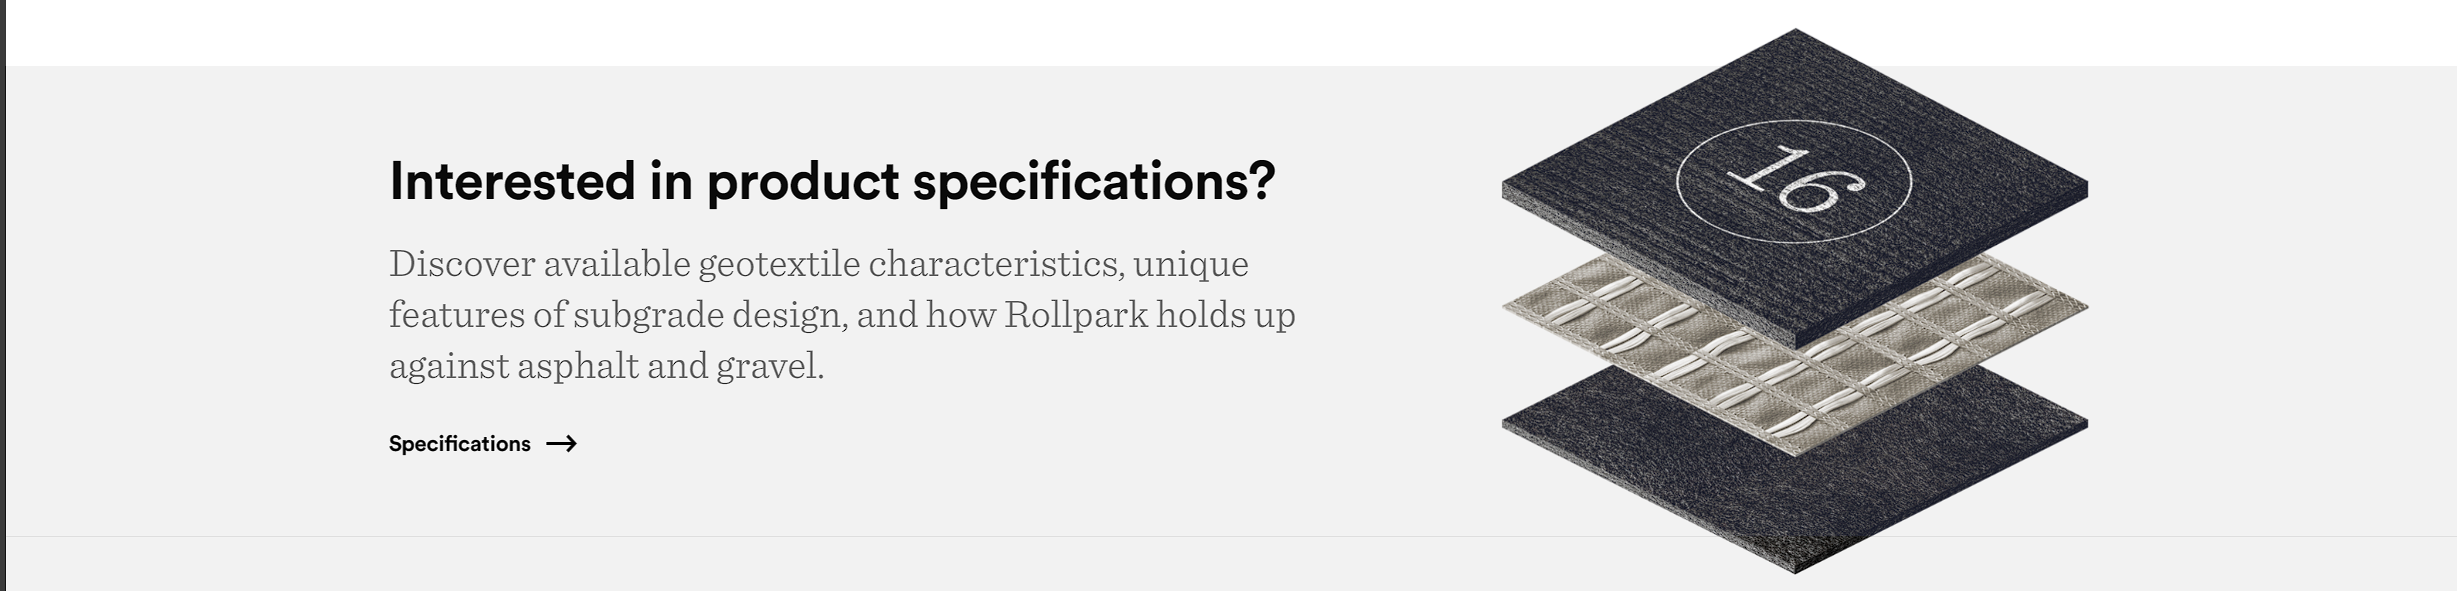 Interested in product specifications?
Discover available geotextile characteristics, unique
features of subgrade design, and how Rollpark holds up
against asphalt and gravel.
Specifications
16